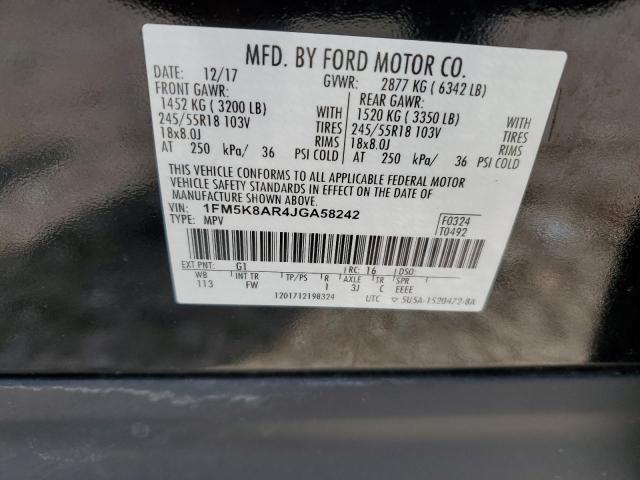 MFD. BY FORD MOTOR CO.
DATE: 12/17 GVWR: 2877 KG ( 6342 LB)
FRONT GAWR: REAR GAWR:
1452 KG ( 3200 LB) WITH 1520 KG ( 3350 LB) WITH
245/55R18 103V TIRES 245/55R18 103V TIRES
18x8.0J RIMS 18x8.0J RIMS
AT 250 kPa/ 36 PSI COLD AT 250 kPa/ 36 PSI COLD
THIS VEHICLE CONFORMS TO ALL APPLICABLE FEDERAL MOTOR
VEHICLE SAFETY STANDARDS IN EFFECT ON THE DATE OF
MANUFACTURE SHOWN ABOVE.
VIN: 1FM5K8AR4JGA58242
TYPE: MPV
F0324
T0492
EXT PNT: G1 RC: 16 DSO:
WB INT TR TP/PS R AXLE TR SPR
113 FW 1 3J C EEEE
1201712198324 UTC ▽ 5U5A-1520472-BA